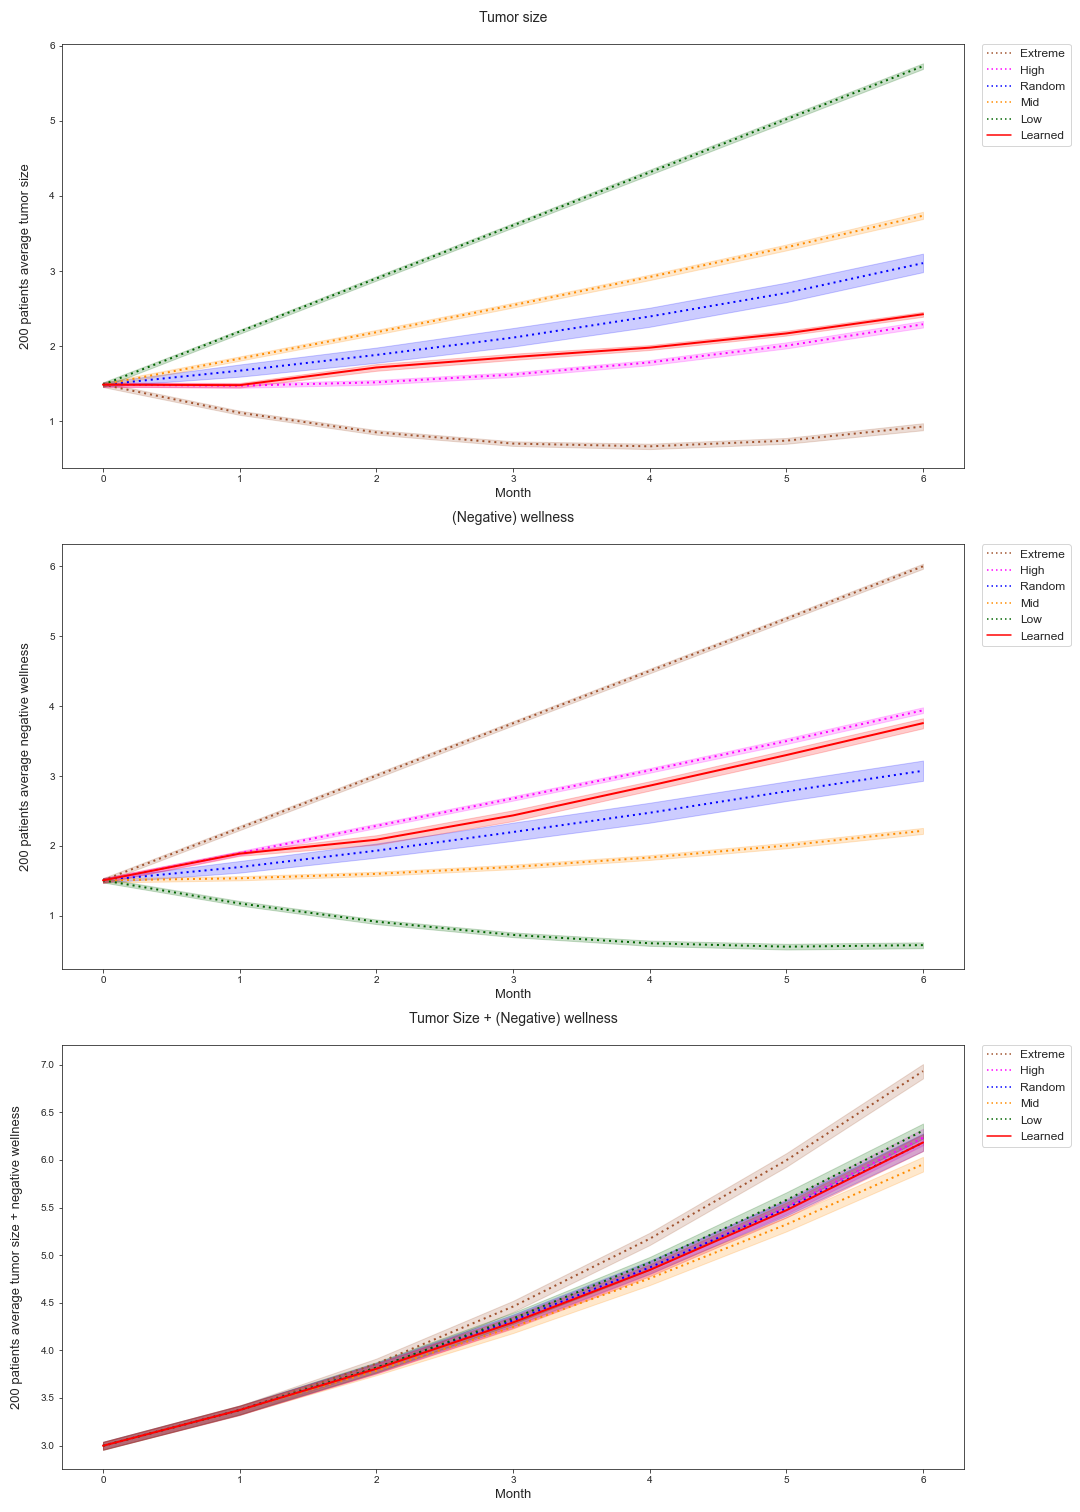 Tumor size
6
5
4
3
2
1
200 patients average tumor size
0 1 2 3 4 5 6
Month
Extreme
High
Random
Mid
Low
Learned
(Negative) wellness
6
5
4
3
2
1
200 patients average negative wellness
0 1 2 3 4 5 6
Month
Extreme
High
Random
Mid
Low
Learned
Tumor Size + (Negative) wellness
7.0
6.5
6.0
5.5
5.0
4.5
4.0
3.5
3.0
200 patients average tumor size + negative wellness
0 1 2 3 4 5 6
Month
Extreme
High
Random
Mid
Low
Learned